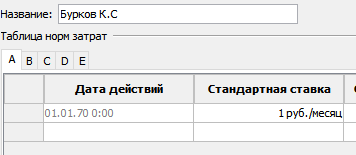 Название: Бурков К.С
Таблица норм затрат
A B C D E
Дата действий Стандартная ставка
01.01.70 0:00 1 руб./месяц